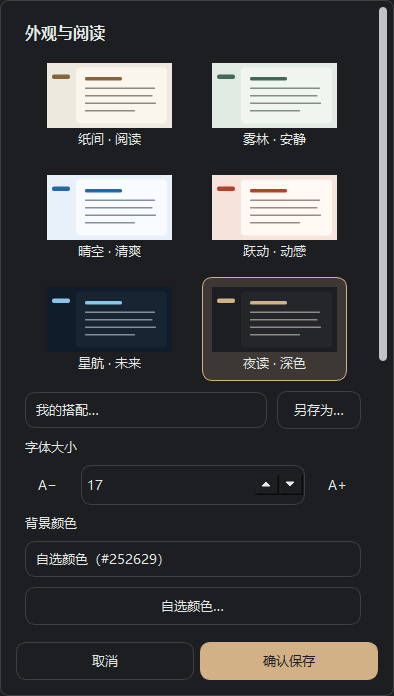 外观与阅读
纸间 · 阅读
雾林 · 安静
晴空 · 清爽
跃动 · 动感
星航 · 未来
夜读 · 深色
我的搭配...
另存为...
字体大小
A−
17
A+
背景颜色
自选颜色（#252629）
自选颜色...
取消
确认保存